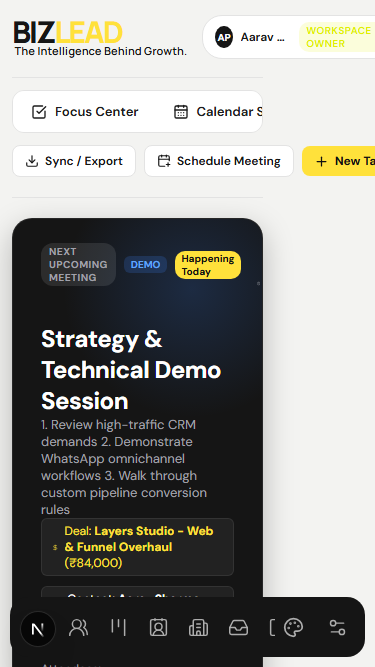 BIZLEAD
The Intelligence Behind Growth.
AP Aarav ... WORKSPACE
OWNER
Focus Center Calendar S
Sync / Export Schedule Meeting + New Ta
NEXT
UPCOMING
MEETING
DEMO
Happening
Today
Strategy &
Technical Demo
Session
1. Review high-traffic CRM
demands 2. Demonstrate
WhatsApp omnichannel
workflows 3. Walk through
custom pipeline conversion
rules
$ Deal: Layers Studio - Web
& Funnel Overhaul
(₹84,000)
N